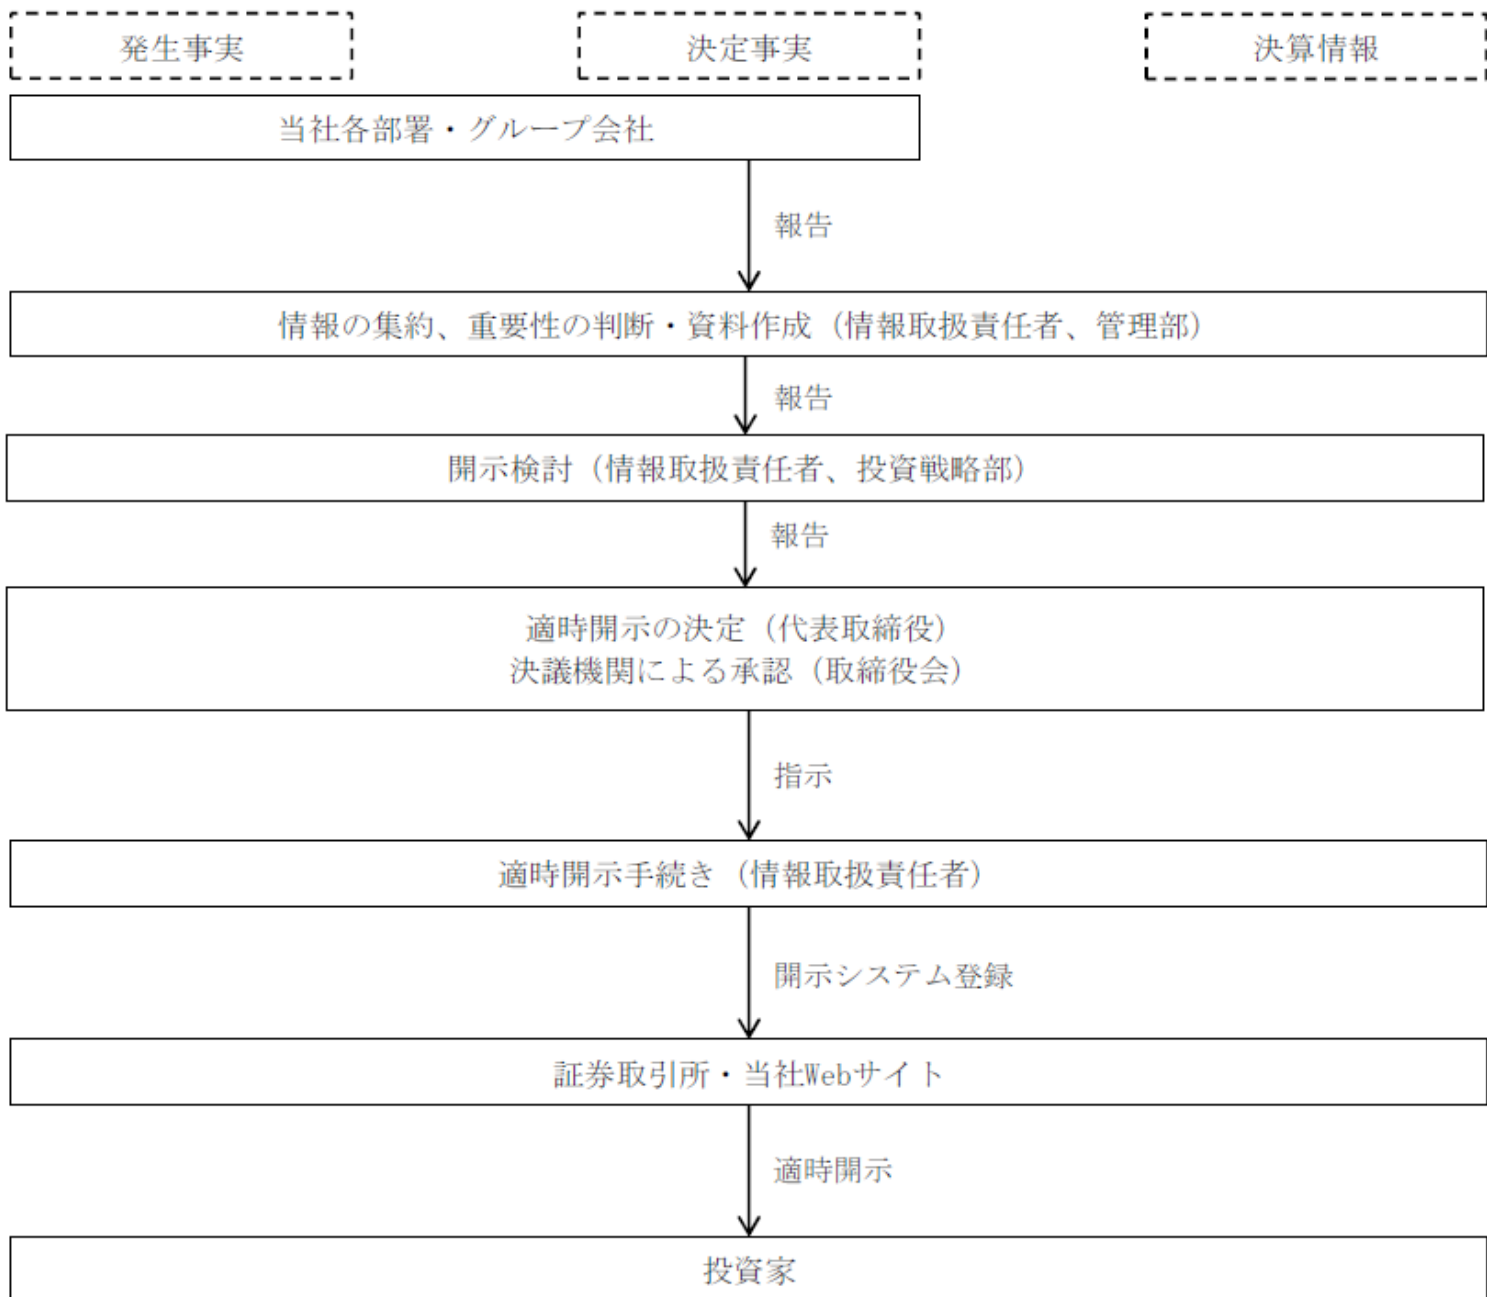 発生事実
決定事実
決算情報
当社各部署・グループ会社
報告
情報の集約、重要性の判断・資料作成（情報取扱責任者、管理部）
報告
開示検討（情報取扱責任者、投資戦略部）
報告
適時開示の決定（代表取締役）
決議機関による承認（取締役会）
指示
適時開示手続き（情報取扱責任者）
開示システム登録
証券取引所・当社Webサイト
適時開示
投資家